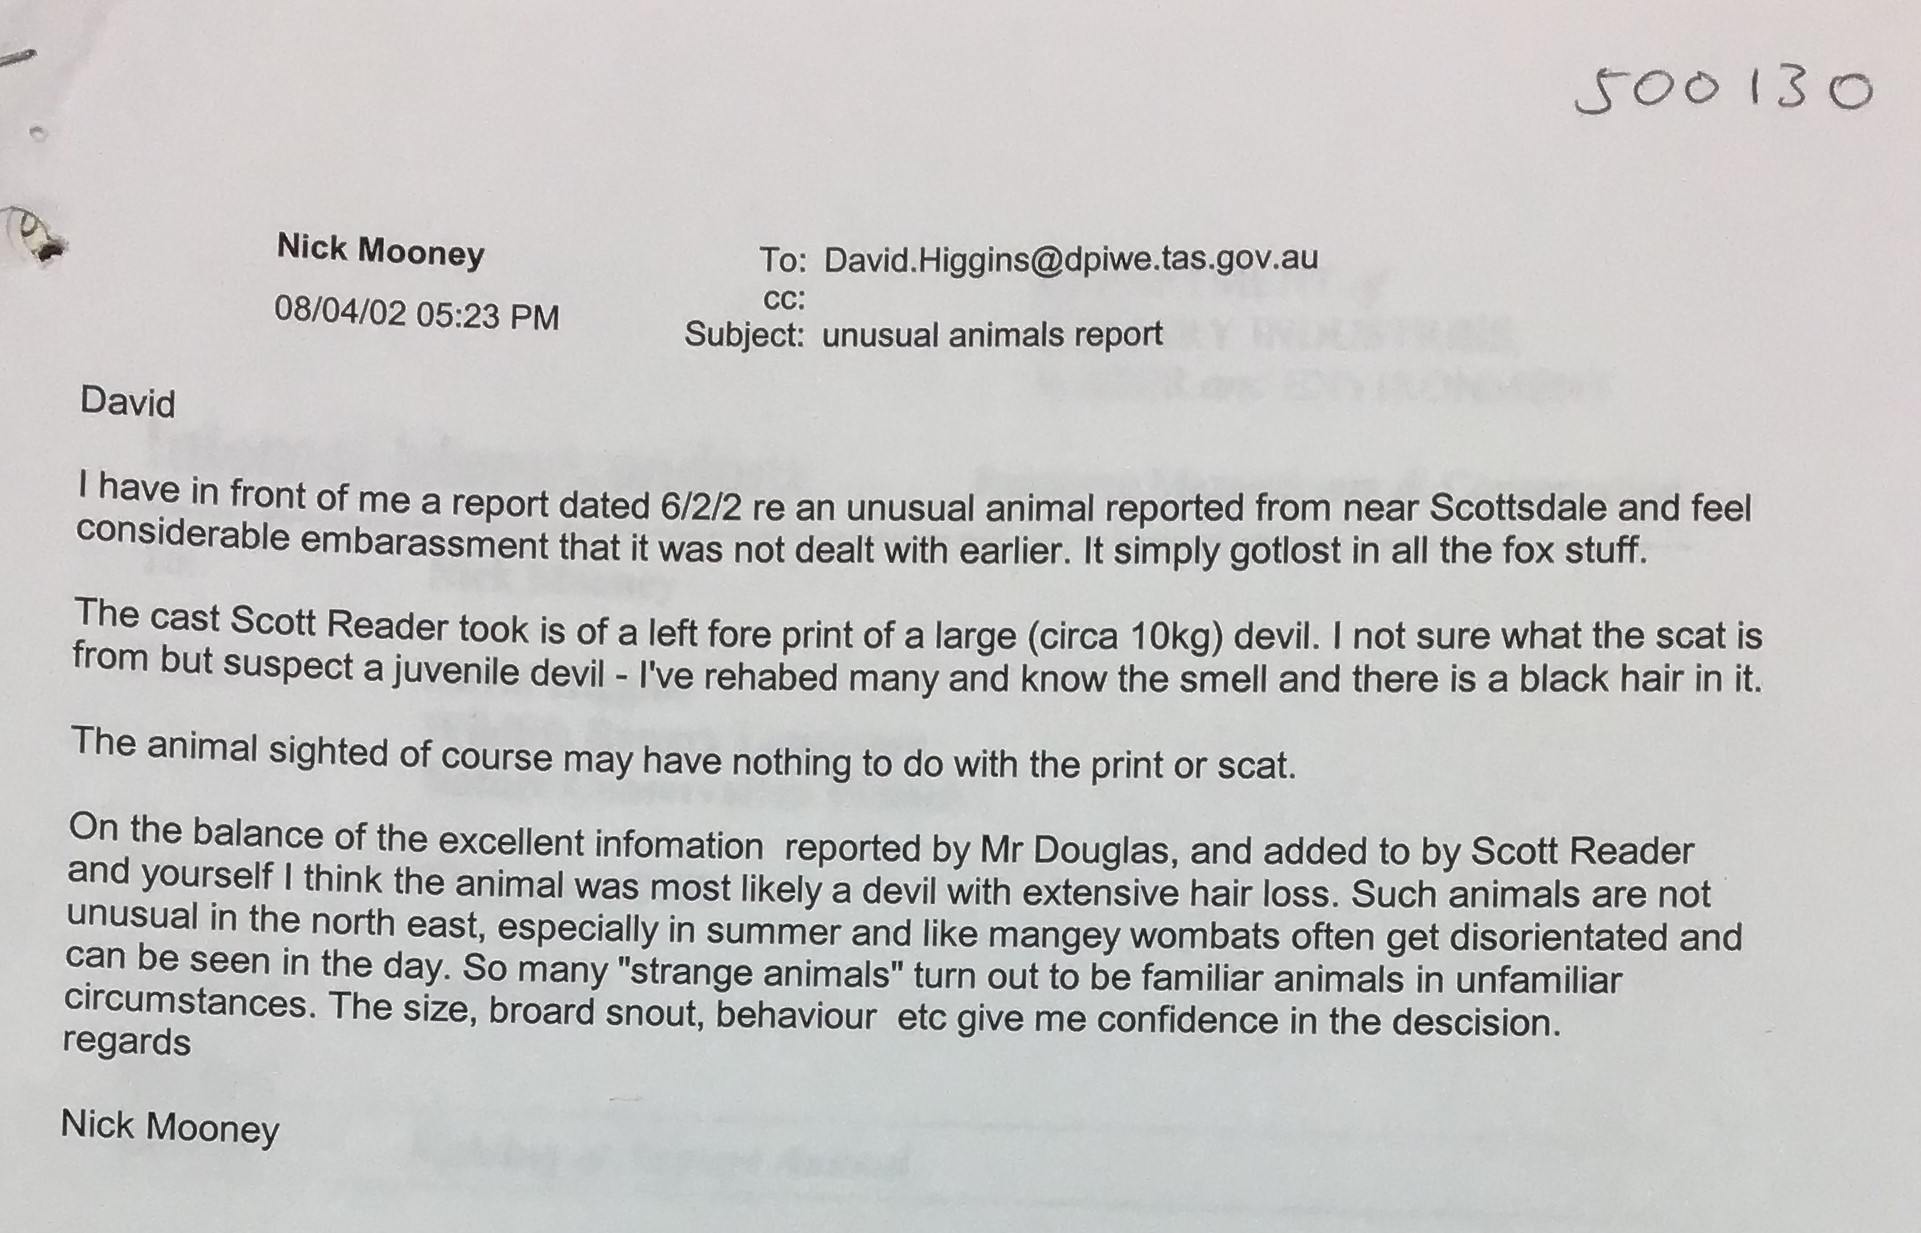 500130
Nick Mooney
08/04/02 05:23 PM
To: David.Higgins@dpiwe.tas.gov.au
cc:
Subject: unusual animals report
David
I have in front of me a report dated 6/2/2 re an unusual animal reported from near Scottsdale and feel
considerable embarassment that it was not dealt with earlier. It simply gotlost in all the fox stuff.
The cast Scott Reader took is of a left fore print of a large (circa 10kg) devil. I not sure what the scat is
from but suspect a juvenile devil - I've rehabed many and know the smell and there is a black hair in it.
The animal sighted of course may have nothing to do with the print or scat.
On the balance of the excellent infomation  reported by Mr Douglas, and added to by Scott Reader
and yourself I think the animal was most likely a devil with extensive hair loss. Such animals are not
unusual in the north east, especially in summer and like mangey wombats often get disorientated and
can be seen in the day. So many "strange animals" turn out to be familiar animals in unfamiliar
circumstances. The size, broard snout, behaviour  etc give me confidence in the descision.
regards
Nick Mooney